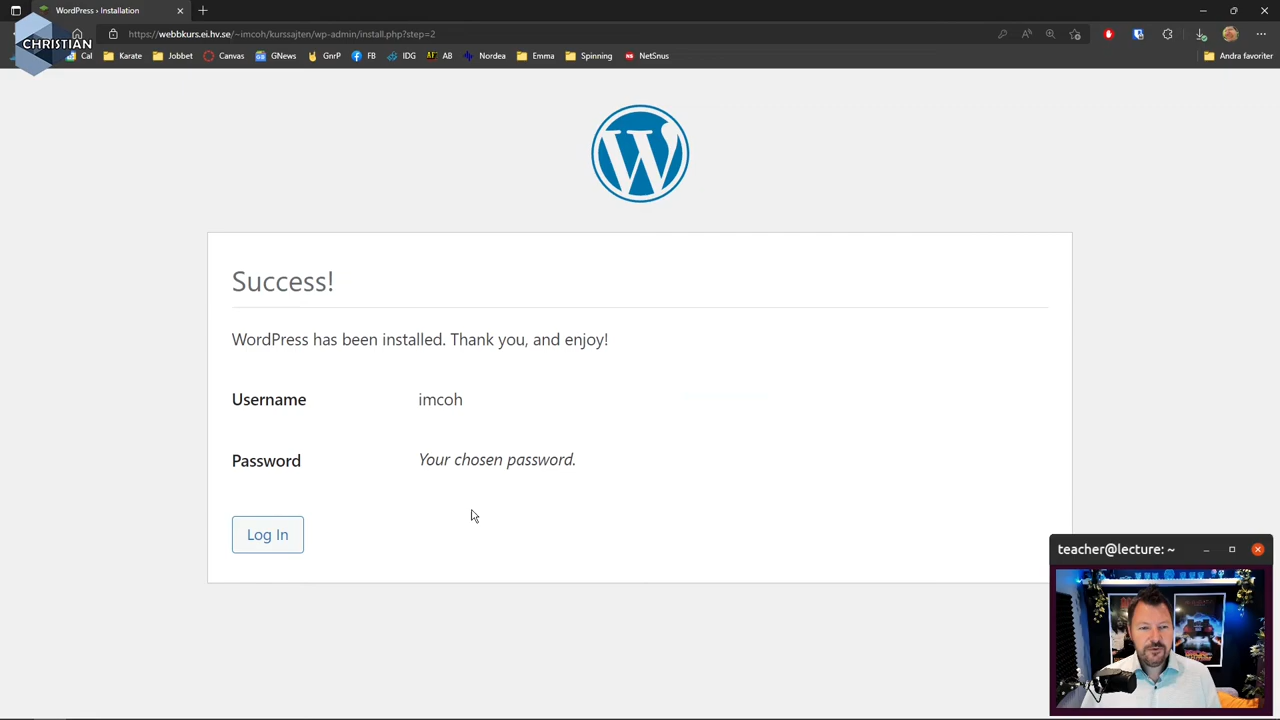 WordPress › Installation
CHRISTIAN
https://webbkurs.ei.hv.se/~imcoh/kurssajten/wp-admin/install.php?step=2
Cal
Karate
Jobbet
Canvas
GNews
GnrP
FB
IDG
AB
Nordea
Emma
Spinning
NetSnus
Andra favoriter
Success!
WordPress has been installed. Thank you, and enjoy!
Username imcoh
Password Your chosen password.
Log In
teacher@lecture: ~